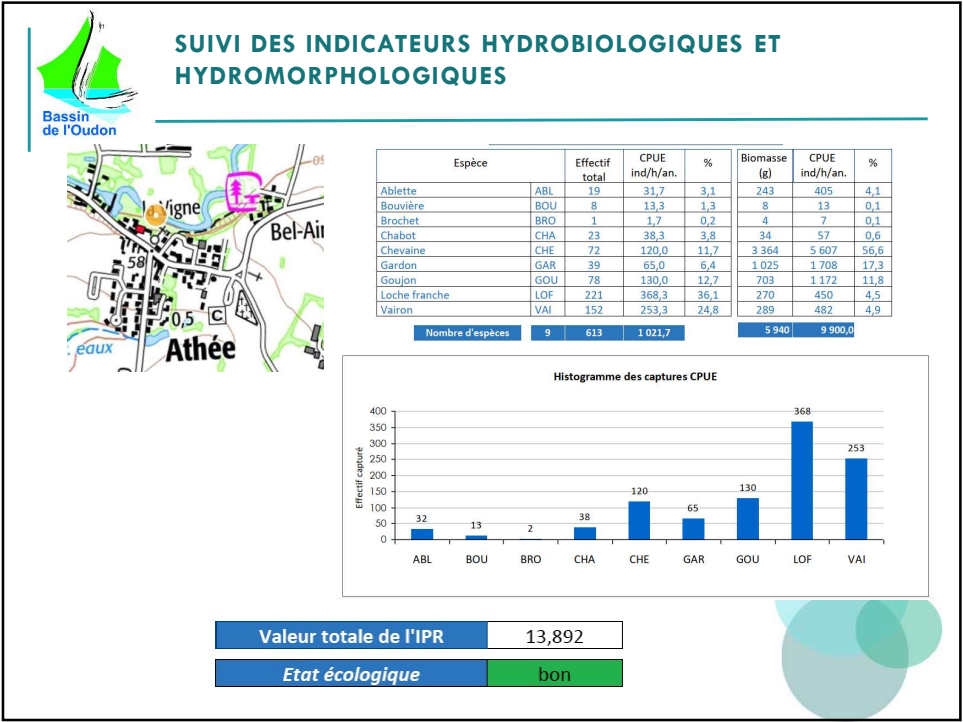 SUIVI DES INDICATEURS HYDROBIOLOGIQUES ET
HYDROMORPHOLOGIQUES
Bassin
de l'Oudon
la Vigne
Bel-Air
58
0,5
C
eaux
Athée
Espèce Effectif total CPUE ind/h/an. % Biomasse (g) CPUE ind/h/an. %
Ablette ABL 19 31,7 3,1 243 405 4,1
Bouvière BOU 8 13,3 1,3 8 13 0,1
Brochet BRO 1 1,7 0,2 4 7 0,1
Chabot CHA 23 38,3 3,8 34 57 0,6
Chevaine CHE 72 120,0 11,7 3 364 5 607 56,6
Gardon GAR 39 65,0 6,4 1 025 1 708 17,3
Goujon GOU 78 130,0 12,7 703 1 172 11,8
Loche franche LOF 221 368,3 36,1 270 450 4,5
Vairon VAI 152 253,3 24,8 289 482 4,9
Nombre d'espèces 9 613 1 021,7 5 940 9 900,0
Histogramme des captures CPUE
Effectif capturé
400
350
300
250
200
150
100
50
0
32 13 2 38 120 65 130 368 253
ABL BOU BRO CHA CHE GAR GOU LOF VAI
Valeur totale de l'IPR 13,892
Etat écologique bon